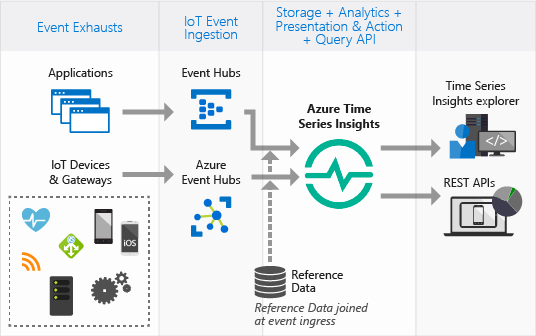 Event Exhausts
IoT Event
Ingestion
Storage + Analytics +
Presentation & Action
+ Query API
Applications
Event Hubs
Azure Time
Series Insights
Time Series
Insights explorer
IoT Devices
& Gateways
Azure
Event Hubs
REST APIs
iOS
Reference
Data
Reference Data joined
at event ingress